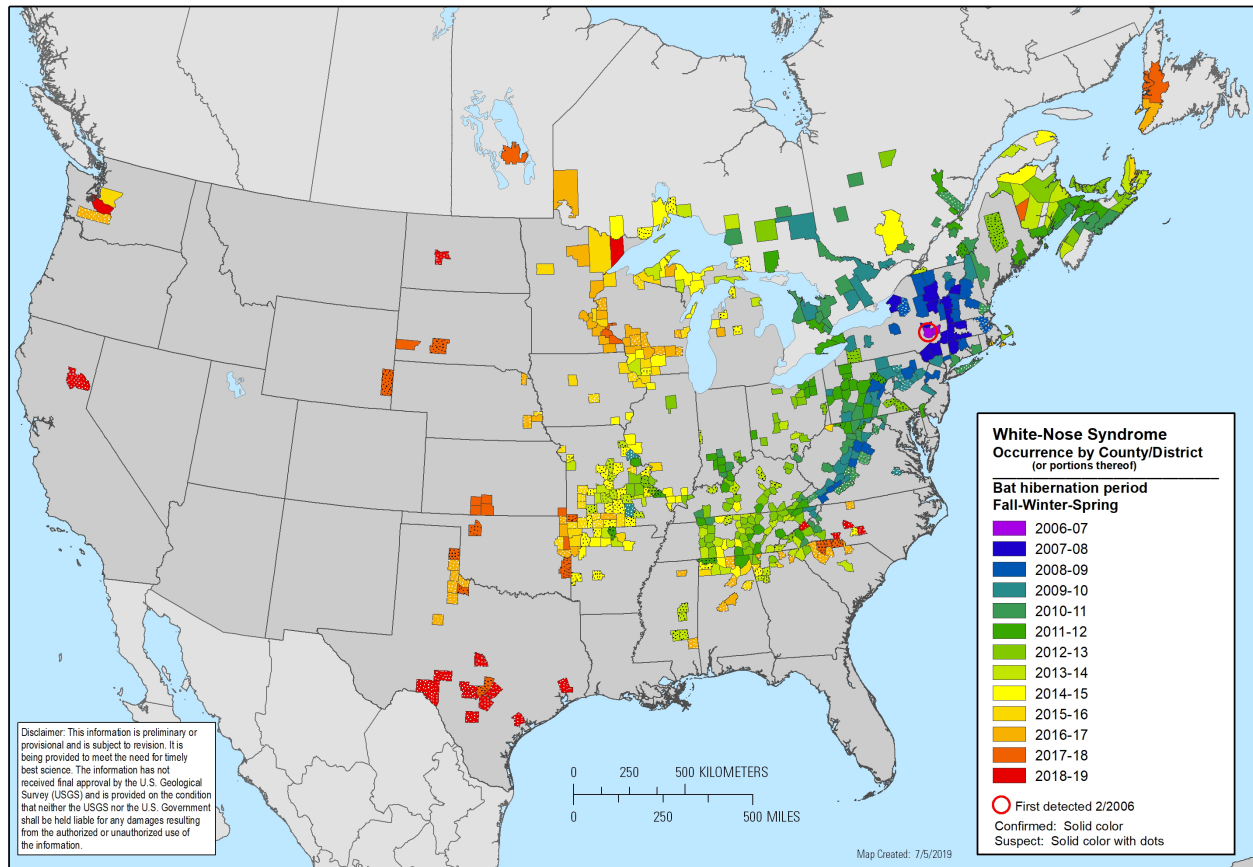 White-Nose Syndrome
Occurrence by County/District
(or portions thereof)
Bat hibernation period
Fall-Winter-Spring
2006-07
2007-08
2008-09
2009-10
2010-11
2011-12
2012-13
2013-14
2014-15
2015-16
2016-17
2017-18
2018-19
First detected 2/2006
Confirmed: Solid color
Suspect: Solid color with dots
Disclaimer: This information is preliminary or
provisional and is subject to revision. It is
being provided to meet the need for timely
best science. The information has not
received final approval by the U.S. Geological
Survey (USGS) and is provided on the condition
that neither the USGS nor the U.S. Government
shall be held liable for any damages resulting
from the authorized or unauthorized use of
the information.
0 250 500 KILOMETERS
0 250 500 MILES
Map Created: 7/5/2019